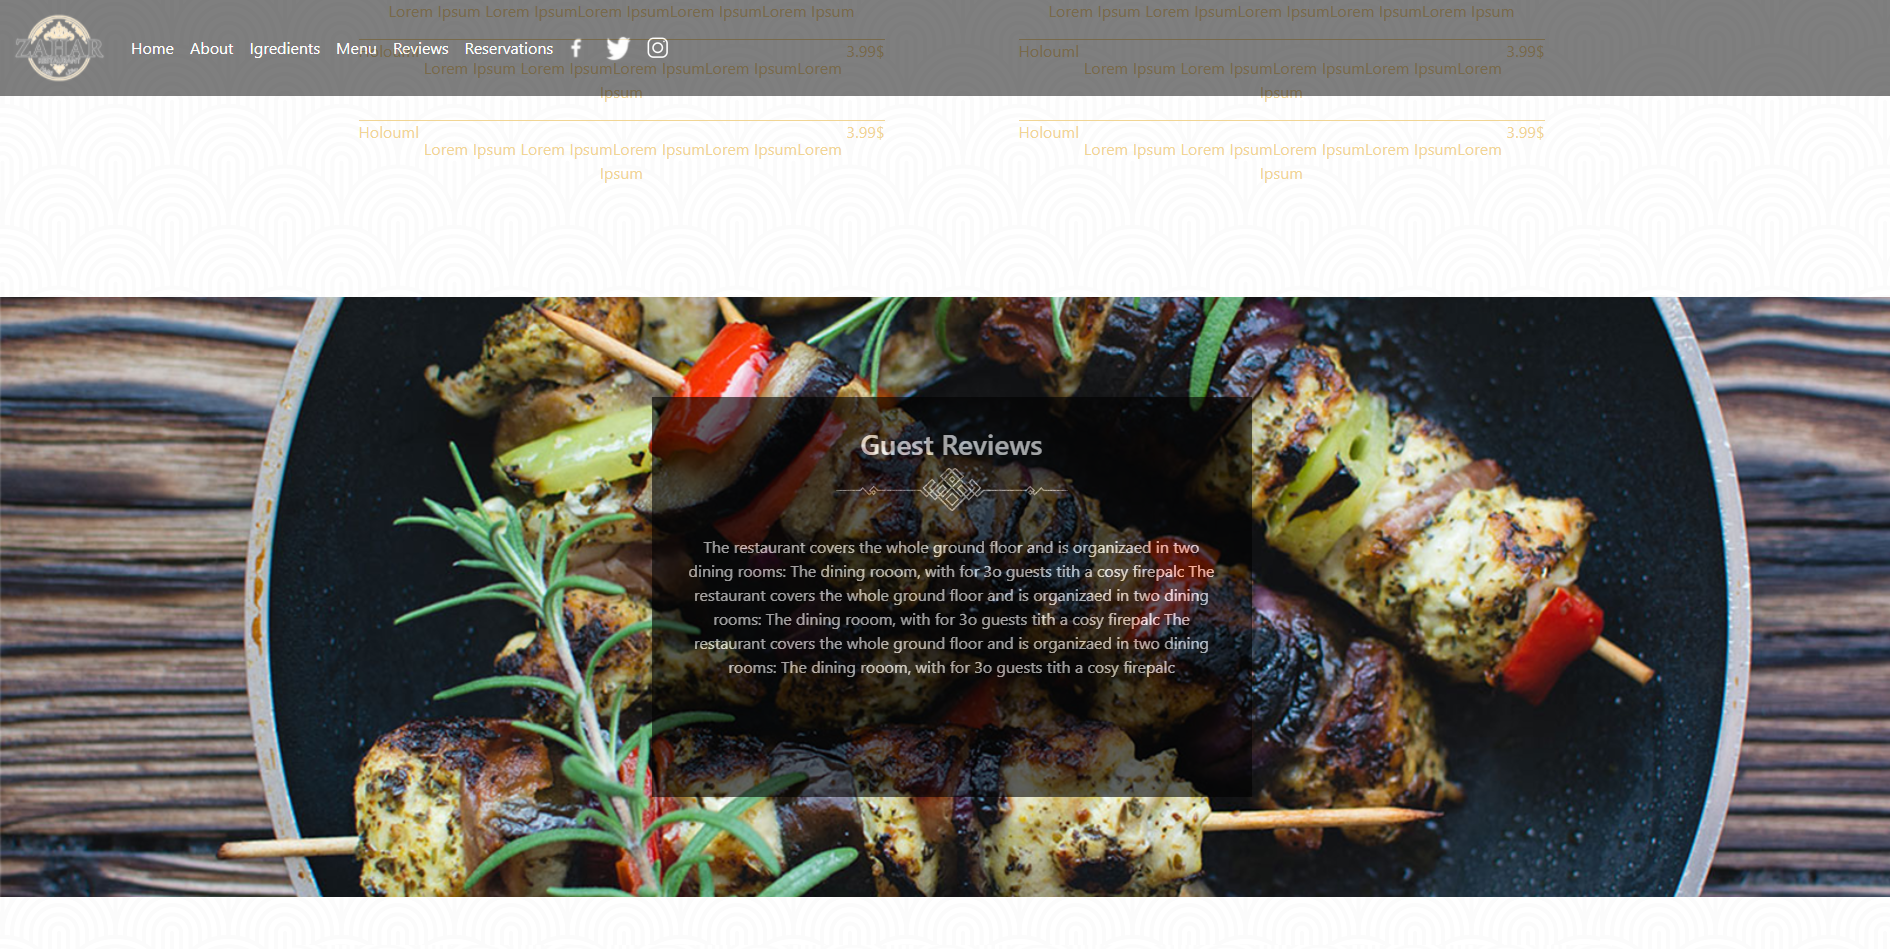 Lorem Ipsum Lorem IpsumLorem IpsumLorem IpsumLorem Ipsum
Lorem Ipsum Lorem IpsumLorem IpsumLorem IpsumLorem Ipsum
ZAHAR
RESTAURANT
Home About Igredients Menu Reviews Reservations
Holouml 3.99$
Lorem Ipsum Lorem IpsumLorem IpsumLorem IpsumLorem
Ipsum
Holouml 3.99$
Lorem Ipsum Lorem IpsumLorem IpsumLorem IpsumLorem
Ipsum
Holouml 3.99$
Lorem Ipsum Lorem IpsumLorem IpsumLorem IpsumLorem
Ipsum
Holouml 3.99$
Lorem Ipsum Lorem IpsumLorem IpsumLorem IpsumLorem
Ipsum
Guest Reviews
The restaurant covers the whole ground floor and is organizaed in two
dining rooms: The dining rooom, with for 3o guests tith a cosy firepalc The
restaurant covers the whole ground floor and is organizaed in two dining
rooms: The dining rooom, with for 3o guests tith a cosy firepalc The
restaurant covers the whole ground floor and is organizaed in two dining
rooms: The dining rooom, with for 3o guests tith a cosy firepalc